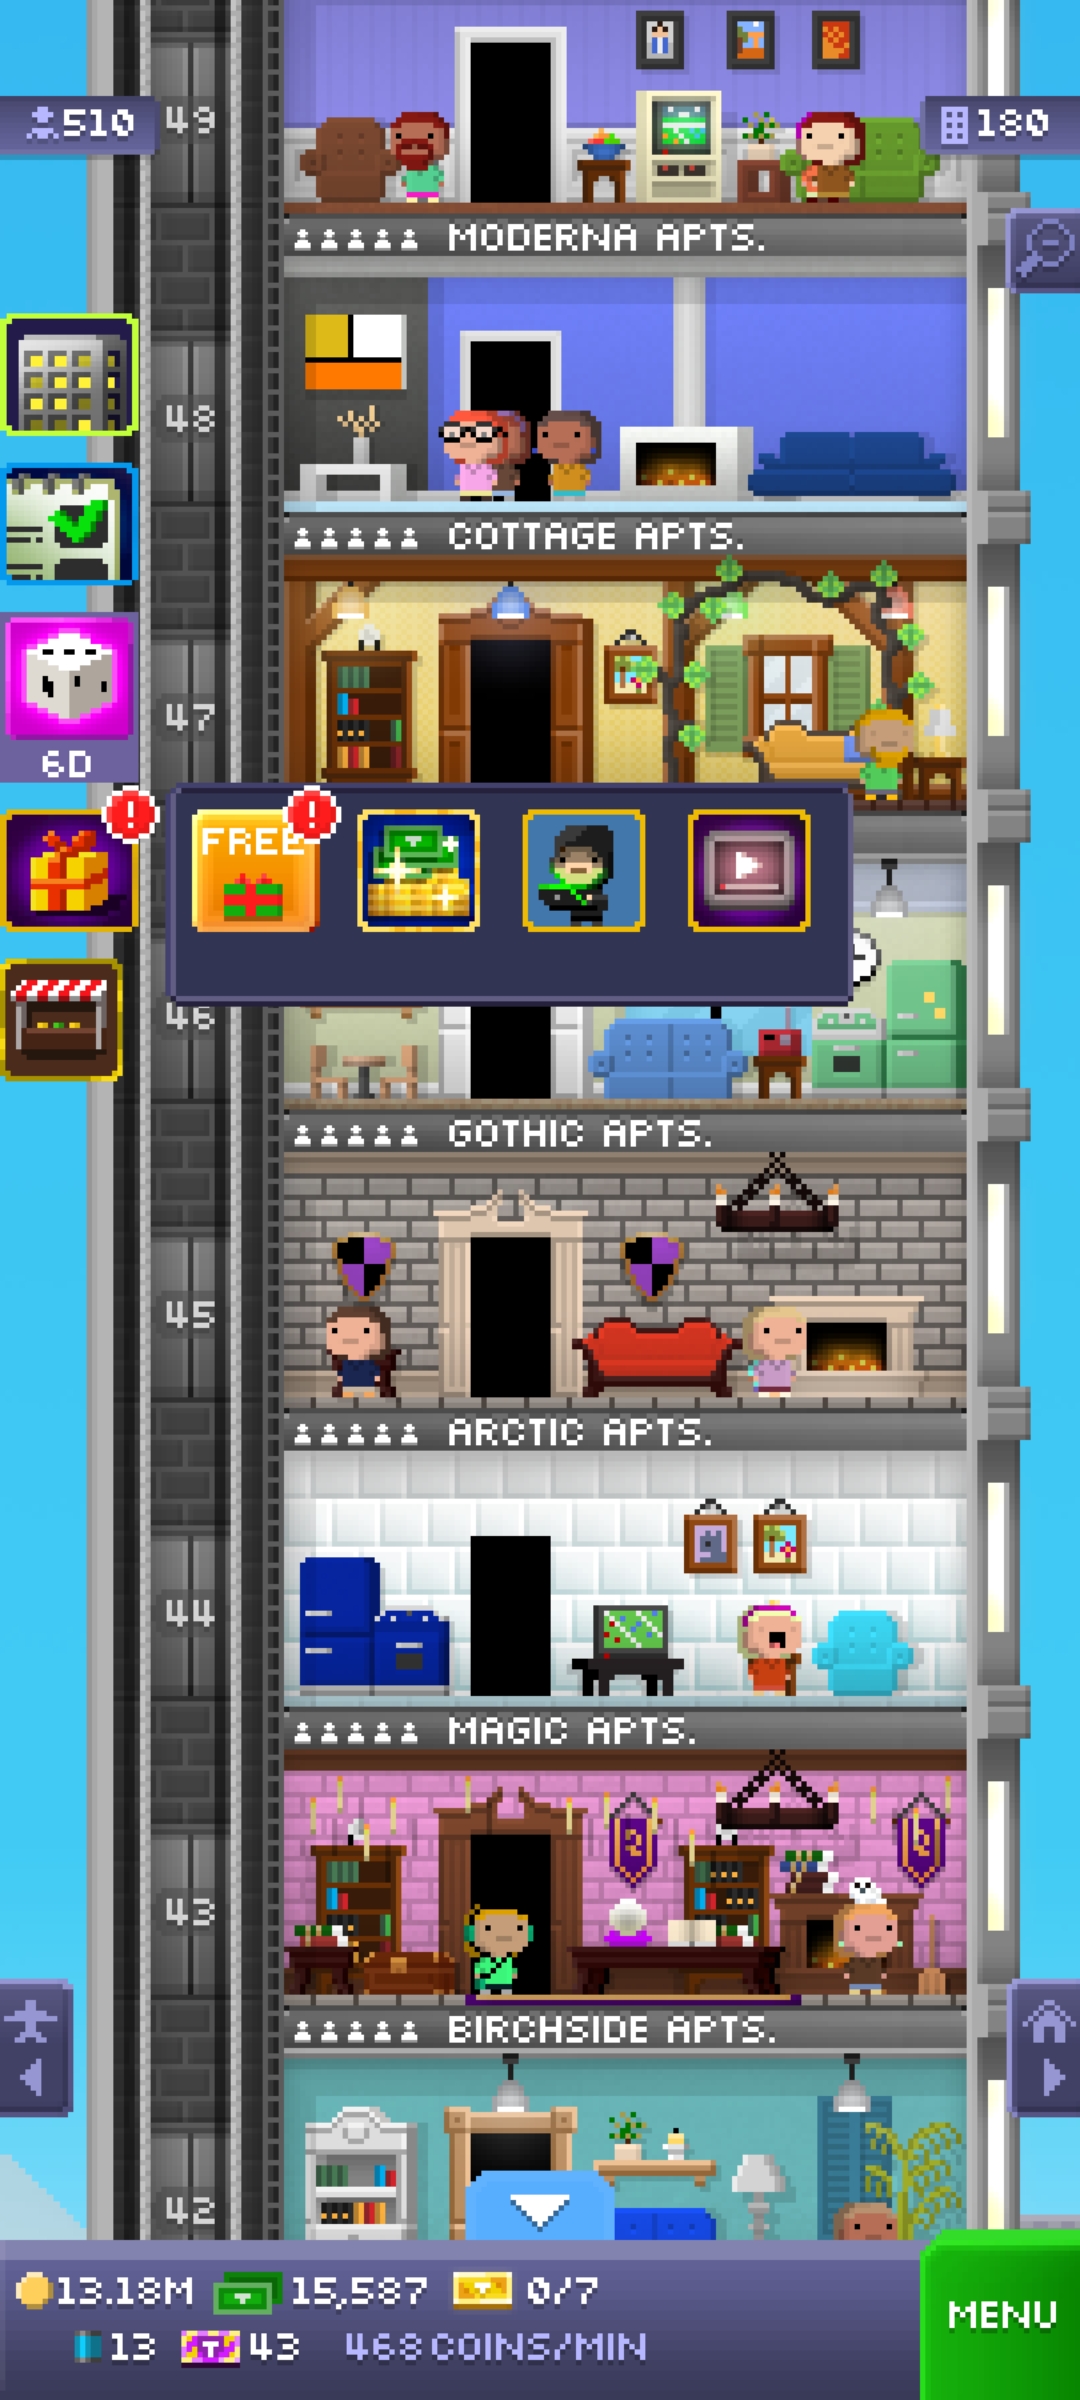 49
510
180
MODERNA APTS.
48
COTTAGE APTS.
47
6D
!
!
FREE
46
GOTHIC APTS.
45
ARCTIC APTS.
44
MAGIC APTS.
43
BIRCHSIDE APTS.
42
13.18M 15,587 0/7
13 43 468 COINS/MIN
MENU